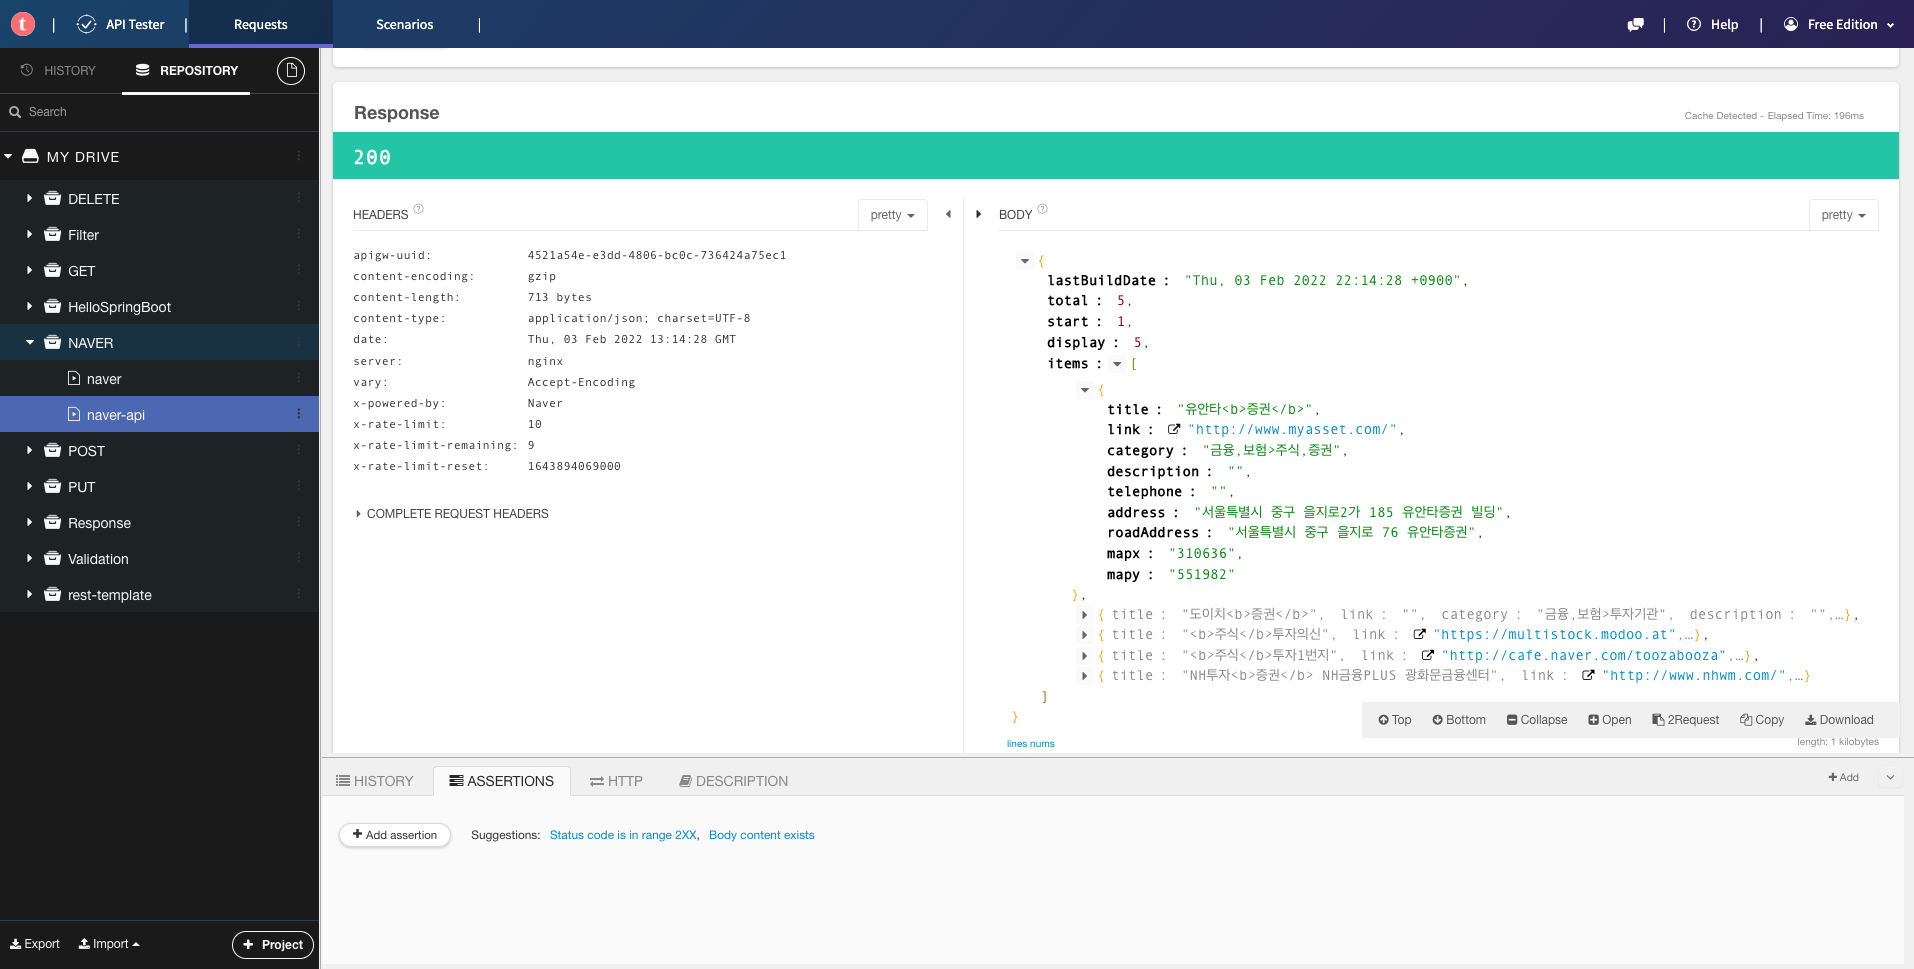 t | API Tester | Requests Scenarios | | Help | Free Edition
HISTORY REPOSITORY
Search
MY DRIVE
DELETE
Filter
GET
HelloSpringBoot
NAVER
naver
naver-api
POST
PUT
Response
Validation
rest-template
Export Import + Project
Response
Cache Detected - Elapsed Time: 196ms
200
HEADERS ? pretty
apigw-uuid: 4521a54e-e3dd-4806-bc0c-736424a75ec1
content-encoding: gzip
content-length: 713 bytes
content-type: application/json; charset=UTF-8
date: Thu, 03 Feb 2022 13:14:28 GMT
server: nginx
vary: Accept-Encoding
x-powered-by: Naver
x-rate-limit: 10
x-rate-limit-remaining: 9
x-rate-limit-reset: 1643894069000
COMPLETE REQUEST HEADERS
BODY ? pretty
{
lastBuildDate : "Thu, 03 Feb 2022 22:14:28 +0900",
total : 5,
start : 1,
display : 5,
items : [
{
title : "유안타<b>증권</b>",
link : "http://www.myasset.com/",
category : "금융,보험>주식,증권",
description : "",
telephone : "",
address : "서울특별시 중구 을지로2가 185 유안타증권 빌딩",
roadAddress : "서울특별시 중구 을지로 76 유안타증권",
mapx : "310636",
mapy : "551982"
},
{ title : "도이치<b>증권</b>", link : "", category : "금융,보험>투자기관", description : "",…},
{ title : "<b>주식</b>투자의신", link : "https://multistock.modoo.at",…},
{ title : "<b>주식</b>투자1번지", link : "http://cafe.naver.com/toozabooza",…},
{ title : "NH투자<b>증권</b> NH금융PLUS 광화문금융센터", link : "http://www.nhwm.com/",…}
]
}
Top Bottom Collapse Open 2Request Copy Download
lines nums
length: 1 kilobytes
HISTORY ASSERTIONS HTTP DESCRIPTION + Add
+ Add assertion Suggestions: Status code is in range 2XX, Body content exists